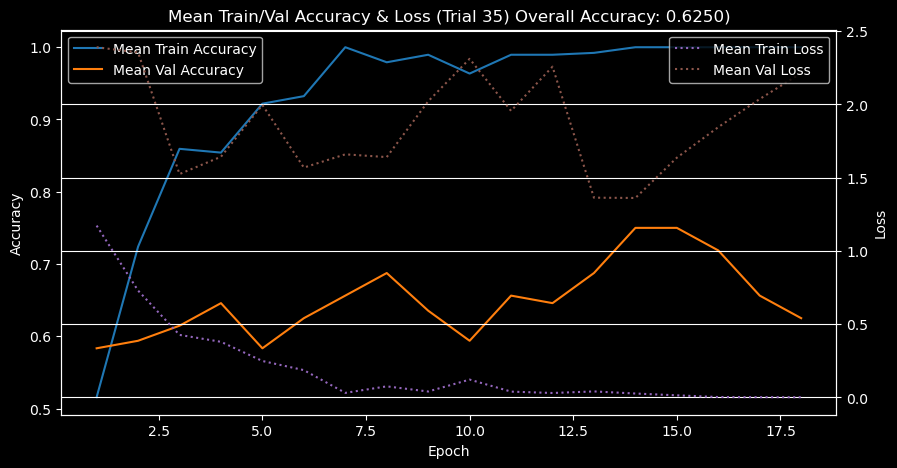 Mean Train/Val Accuracy & Loss (Trial 35) Overall Accuracy: 0.6250)
Mean Train Accuracy
Mean Val Accuracy
Mean Train Loss
Mean Val Loss
Accuracy
1.0
0.9
0.8
0.7
0.6
0.5
2.5
2.0
1.5
1.0
0.5
0.0
Loss
2.5
5.0
7.5
10.0
12.5
15.0
17.5
Epoch